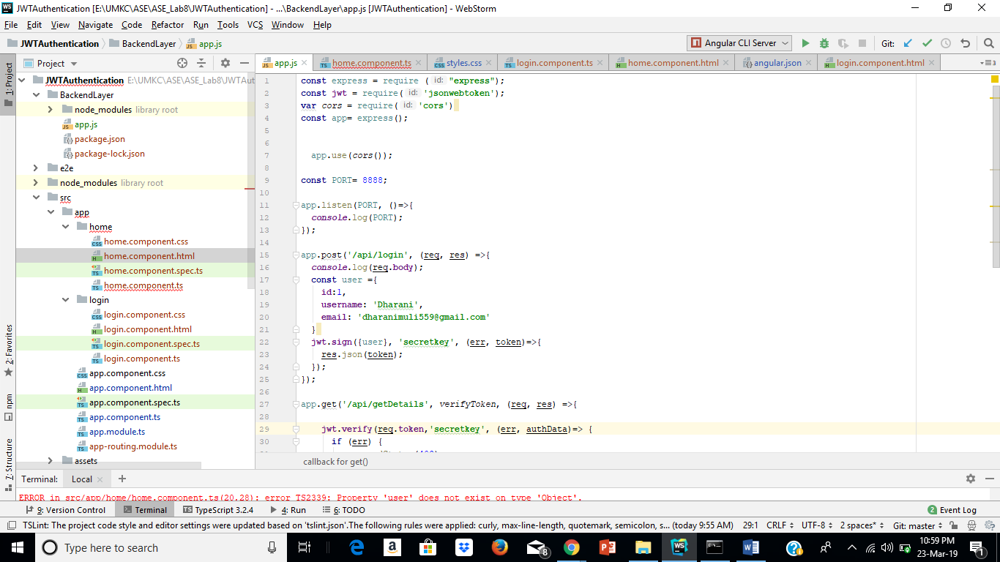 WS JWTAuthentication [E:\UMKC\ASE\ASE_Lab8\JWTAuthentication] - ...\BackendLayer\app.js [JWTAuthentication] - WebStorm
File Edit View Navigate Code Refactor Run Tools VCS Window Help
JWTAuthentication BackendLayer app.js Angular CLI Server Git:
Project
app.js home.component.ts styles.css login.component.ts home.component.html angular.json login.component.html 3
1: Project
JWTAuthentication E:\UMKC\ASE\ASE_Lab8\JWTAut
BackendLayer
node_modules library root
app.js
package.json
package-lock.json
e2e
node_modules library root
src
app
home
home.component.css
home.component.html
home.component.spec.ts
home.component.ts
login
login.component.css
login.component.html
login.component.spec.ts
login.component.ts
app.component.css
app.component.html
app.component.spec.ts
app.component.ts
app.module.ts
app-routing.module.ts
assets
2: Favorites
npm
7: Structure
1 const express = require ( id: "express");
2 const jwt = require( id: 'jsonwebtoken');
3 var cors = require( id: 'cors')
4 const app= express();
5
6
7 app.use(cors());
8
9 const PORT= 8888;
10
11 app.listen(PORT, ()=>{
12 console.log(PORT);
13 });
14
15 app.post('/api/login', (req, res) =>{
16 console.log(req.body);
17 const user ={
18 id:1,
19 username: 'Dharani',
20 email: 'dharanimuli559@gmail.com'
21 }
22 jwt.sign({user}, 'secretkey', (err, token)=>{
23 res.json(token);
24 });
25 });
26
27 app.get('/api/getDetails', verifyToken, (req, res) =>{
28
29 jwt.verify(req.token,'secretkey', (err, authData)=> {
30 if (err) {
callback for get()
Terminal: Local
ERROR in src/app/home/home.component.ts(20,28): error TS2339: Property 'user' does not exist on type 'Object'.
9: Version Control Terminal TypeScript 3.2.4 4: Run 6: TODO 2 Event Log
TSLint: The project code style and editor settings were updated based on 'tslint.json'.The following rules were applied: curly, max-line-length, quotemark, semicolon, s... (today 9:55 AM) 29:1 CRLF UTF-8 2 spaces* Git: master
Type here to search 8 10:59 PM
23-Mar-19 1